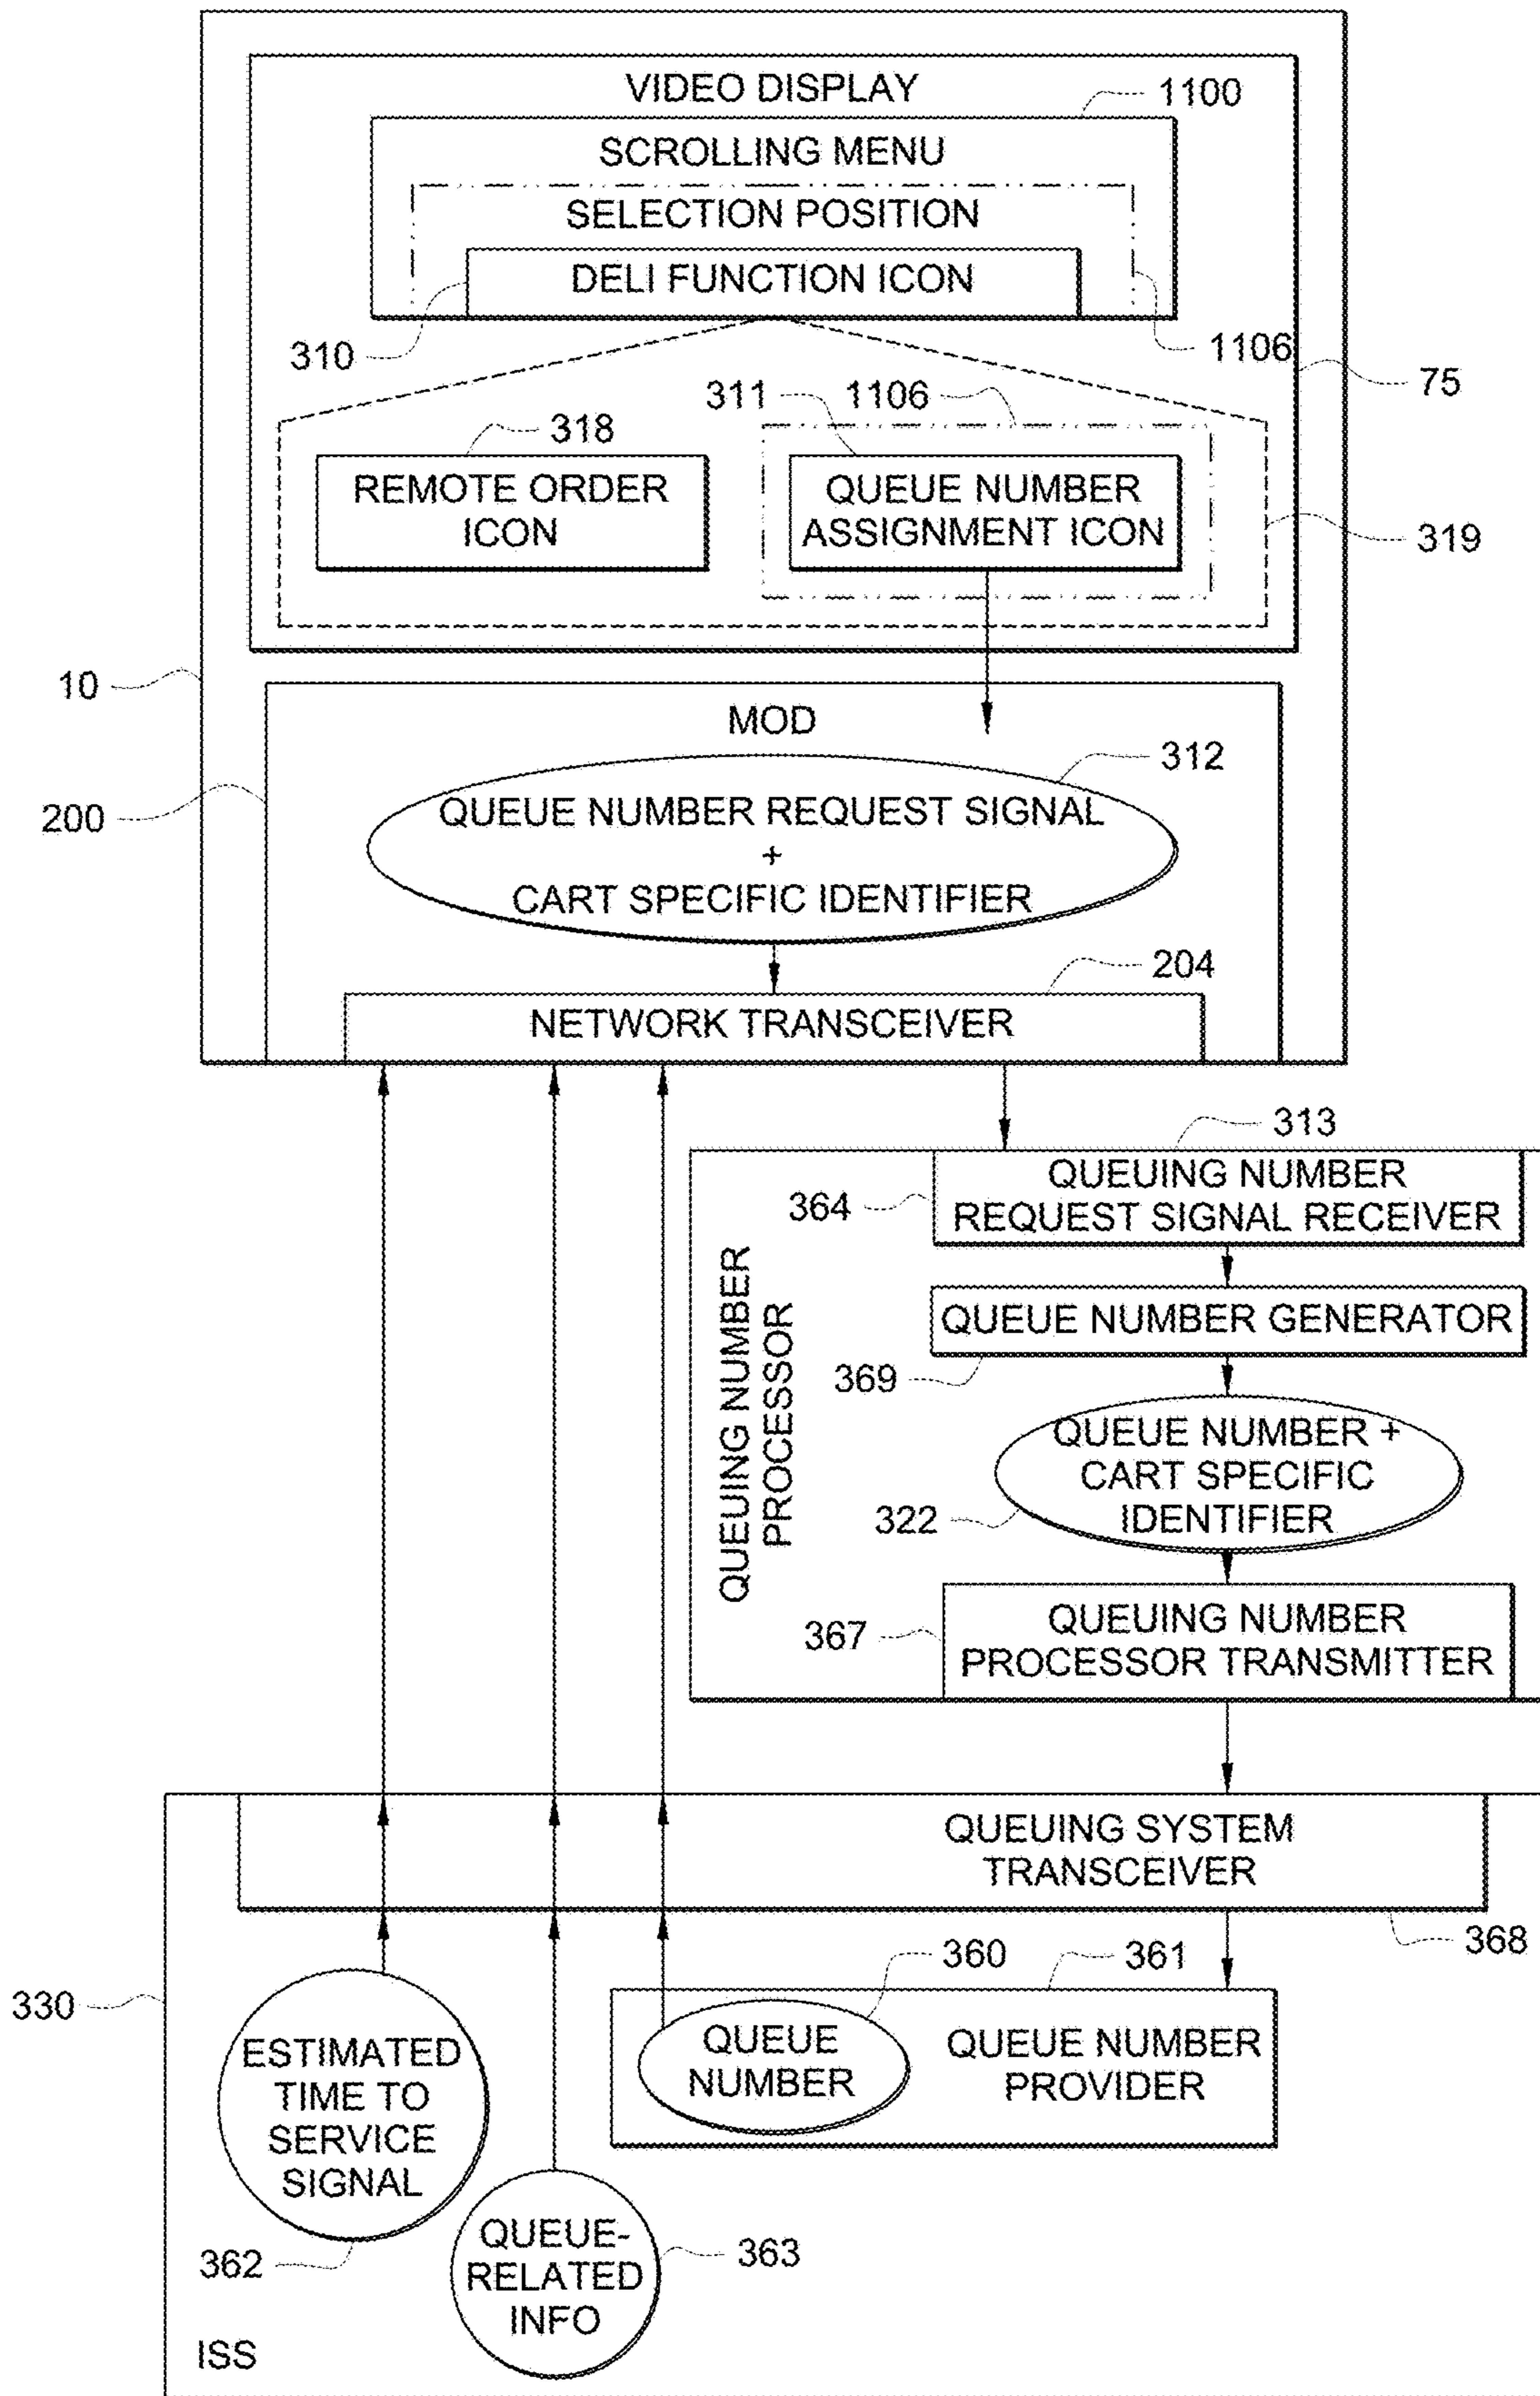 VIDEO DISPLAY
1100
SCROLLING MENU
SELECTION POSITION
DELI FUNCTION ICON
310
1106
75
311
1106
318
REMOTE ORDER
ICON
QUEUE NUMBER
ASSIGNMENT ICON
319
10
MOD
312
200
QUEUE NUMBER REQUEST SIGNAL
+
CART SPECIFIC IDENTIFIER
204
NETWORK TRANSCEIVER
313
364
QUEUING NUMBER
REQUEST SIGNAL RECEIVER
QUEUING NUMBER
PROCESSOR
QUEUE NUMBER GENERATOR
369
QUEUE NUMBER +
CART SPECIFIC
IDENTIFIER
322
367
QUEUING NUMBER
PROCESSOR TRANSMITTER
QUEUING SYSTEM
TRANSCEIVER
368
360
361
330
QUEUE
NUMBER
QUEUE NUMBER
PROVIDER
ESTIMATED
TIME TO
SERVICE
SIGNAL
362
QUEUE-
RELATED
INFO
363
ISS